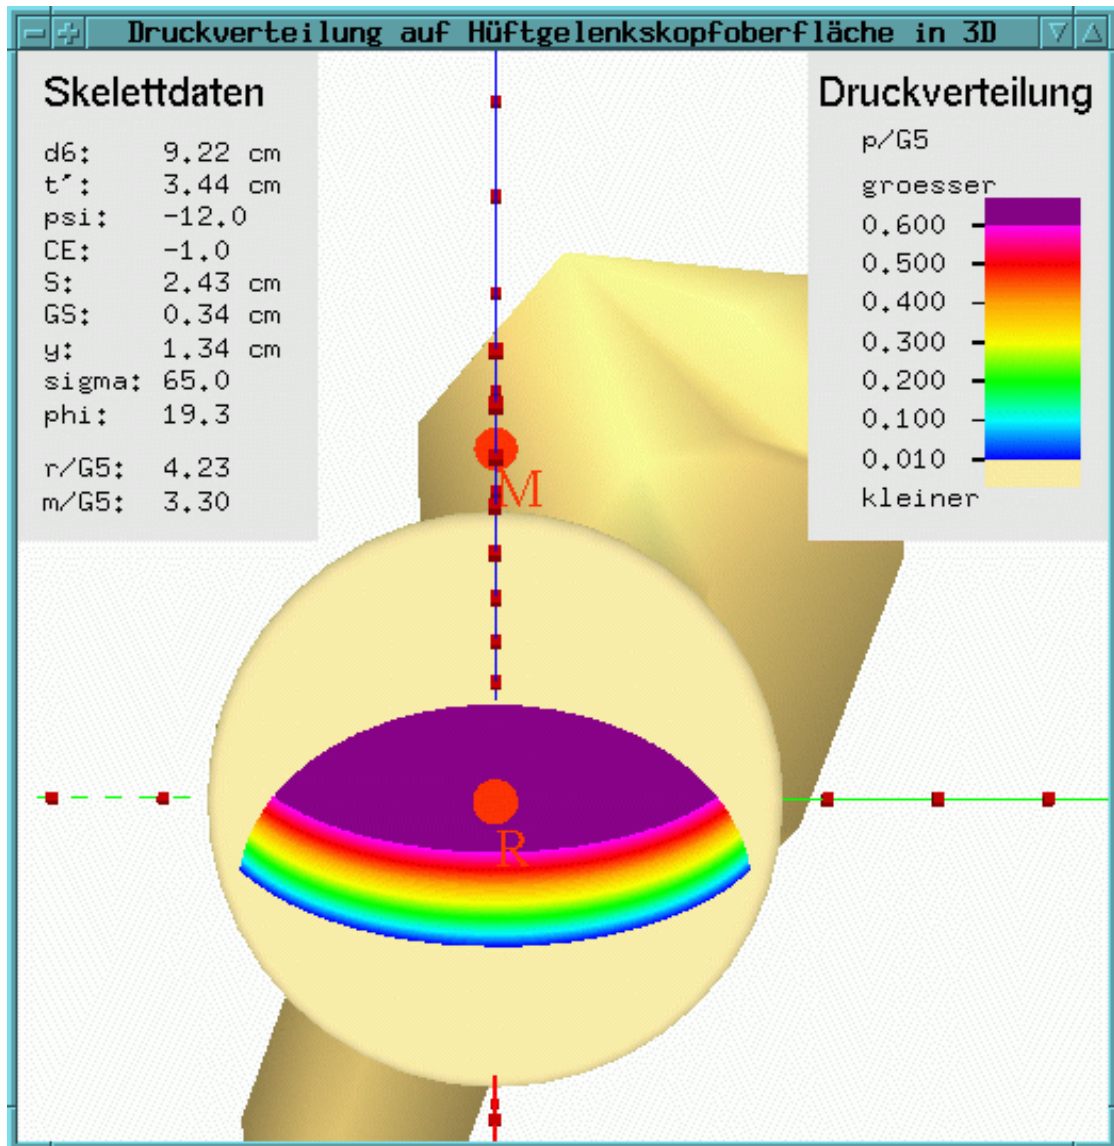 Druckverteilung auf Hüftgelenkskopfoberfläche in 3D
Skelettdaten
d6: 9.22 cm
t': 3.44 cm
psi: -12.0
CE: -1.0
S: 2.43 cm
GS: 0.34 cm
y: 1.34 cm
sigma: 65.0
phi: 19.3
r/G5: 4.23
m/G5: 3.30
Druckverteilung
p/G5
groesser
0.600
0.500
0.400
0.300
0.200
0.100
0.010
kleiner
M
R